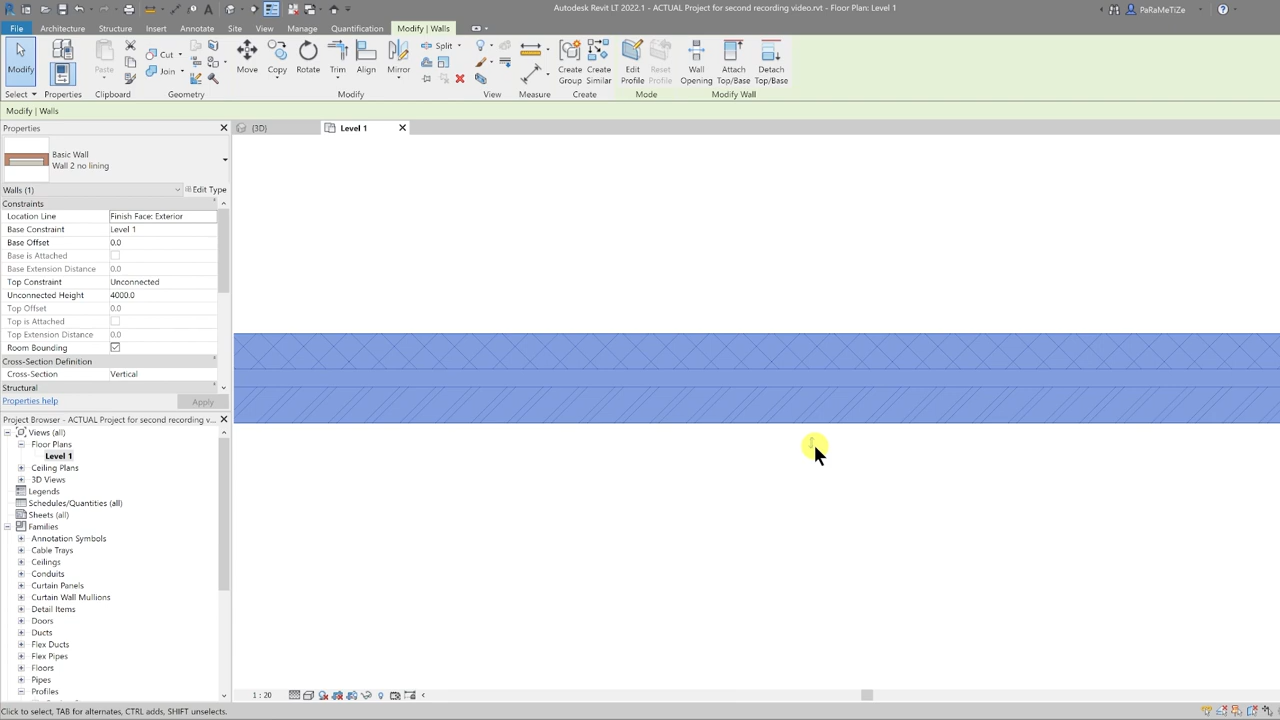 Autodesk Revit LT 2022.1 - ACTUAL Project for second recording video.rvt - Floor Plan: Level 1
PaRaMeTiZe
File Architecture Structure Insert Annotate Site View Manage Quantification Modify | Walls
Modify Paste Cut Join Move Copy Rotate Trim Align Mirror Split Create Group Create Similar Edit Profile Reset Profile Wall Opening Attach Top/Base Detach Top/Base
Select Properties Clipboard Geometry Modify View Measure Create Mode Modify Wall
Modify | Walls
Properties
(3D)
Level 1
Basic Wall
Wall 2 no lining
Walls (1)
Edit Type
Constraints
Location Line Finish Face: Exterior
Base Constraint Level 1
Base Offset 0.0
Base is Attached
Base Extension Distance 0.0
Top Constraint Unconnected
Unconnected Height 4000.0
Top Offset 0.0
Top is Attached
Top Extension Distance 0.0
Room Bounding
Cross-Section Definition
Cross-Section Vertical
Structural
Properties help Apply
Project Browser - ACTUAL Project for second recording v...
Views (all)
Floor Plans
Level 1
Ceiling Plans
3D Views
Legends
Schedules/Quantities (all)
Sheets (all)
Families
Annotation Symbols
Cable Trays
Ceilings
Conduits
Curtain Panels
Curtain Wall Mullions
Detail Items
Doors
Ducts
Flex Ducts
Flex Pipes
Floors
Pipes
Profiles
1 : 20
Click to select, TAB for alternates, CTRL adds, SHIFT unselects.